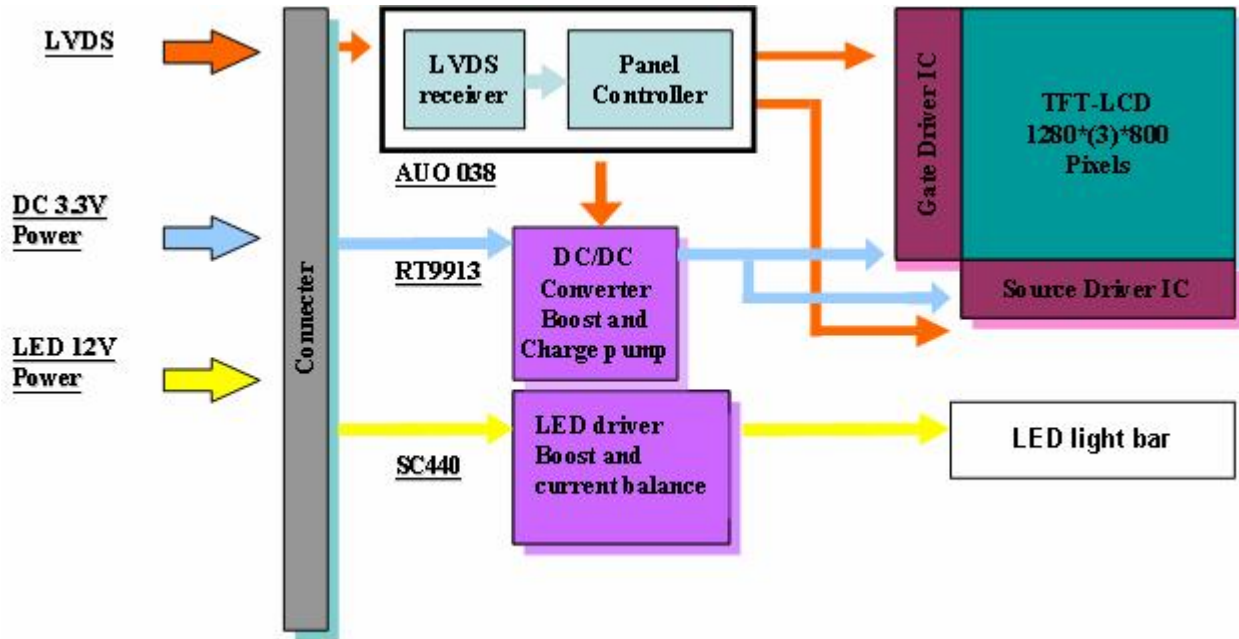 LVDS
DC 3.3V
Power
LED 12V
Power
Connecter
LVDS
receiver
Panel
Controller
AUO 038
RT9913
DC/DC
Converter
Boost and
Charge pump
SC440
LED driver
Boost and
current balance
Gate Driver IC
TFT-LCD
1280*(3)*800
Pixels
Source Driver IC
LED light bar